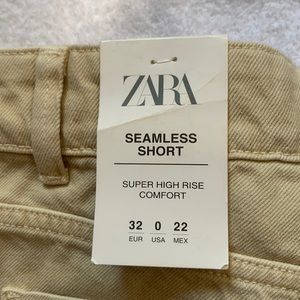 ZARA
SEAMLESS
SHORT
SUPER HIGH RISE
COMFORT
32 0 22
EUR USA MEX